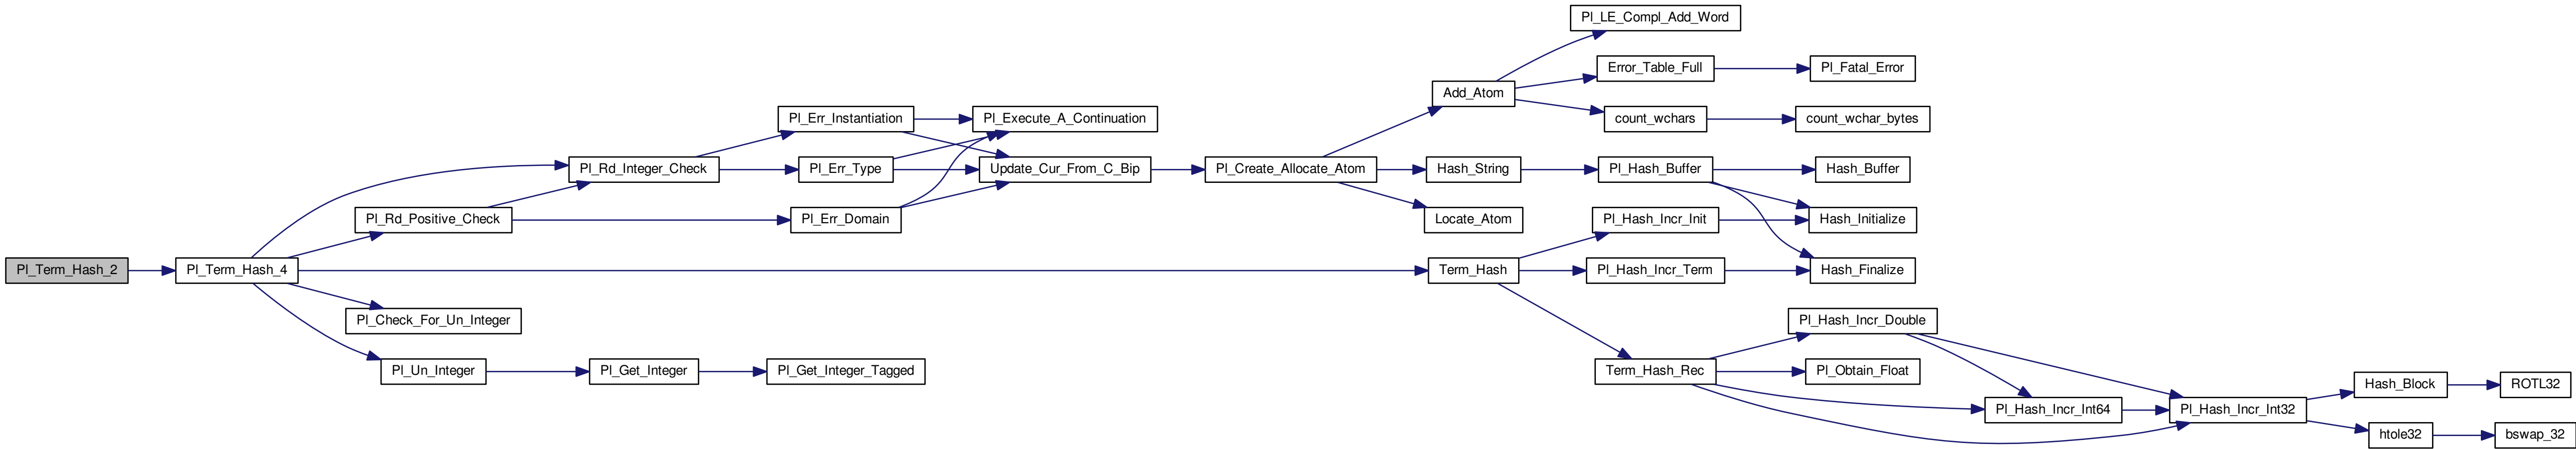 Pl_Term_Hash_2
Pl_Term_Hash_4
Pl_Rd_Integer_Check
Pl_Rd_Positive_Check
Pl_Check_For_Un_Integer
Pl_Un_Integer
Pl_Get_Integer
Pl_Get_Integer_Tagged
Pl_Err_Instantiation
Pl_Err_Type
Pl_Err_Domain
Pl_Execute_A_Continuation
Update_Cur_From_C_Bip
Pl_Create_Allocate_Atom
Add_Atom
Hash_String
Locate_Atom
Term_Hash
Pl_LE_Compl_Add_Word
Error_Table_Full
Pl_Fatal_Error
count_wchars
count_wchar_bytes
Pl_Hash_Buffer
Hash_Buffer
Pl_Hash_Incr_Init
Hash_Initialize
Pl_Hash_Incr_Term
Hash_Finalize
Term_Hash_Rec
Pl_Hash_Incr_Double
Pl_Obtain_Float
Pl_Hash_Incr_Int64
Pl_Hash_Incr_Int32
Hash_Block
ROTL32
htole32
bswap_32